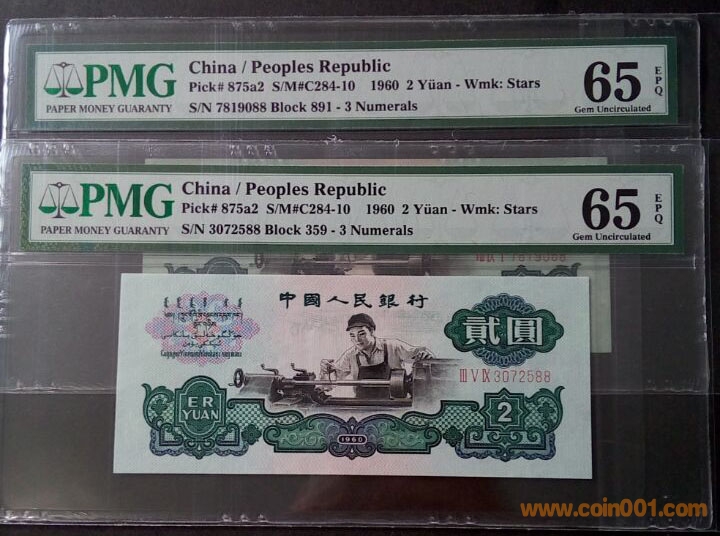 PMG
PAPER MONEY GUARANTY
China / Peoples Republic
Pick# 875a2 S/M#C284-10 1960 2 Yüan - Wmk: Stars
S/N 7819088 Block 891 - 3 Numerals
65 EPQ
Gem Uncirculated
PMG
PAPER MONEY GUARANTY
China / Peoples Republic
Pick# 875a2 S/M#C284-10 1960 2 Yüan - Wmk: Stars
S/N 3072588 Block 359 - 3 Numerals
65 EPQ
Gem Uncirculated
中國人民銀行
貳圓
III V IX 3072588
ER
YUAN
1960
2
www.coin001.com